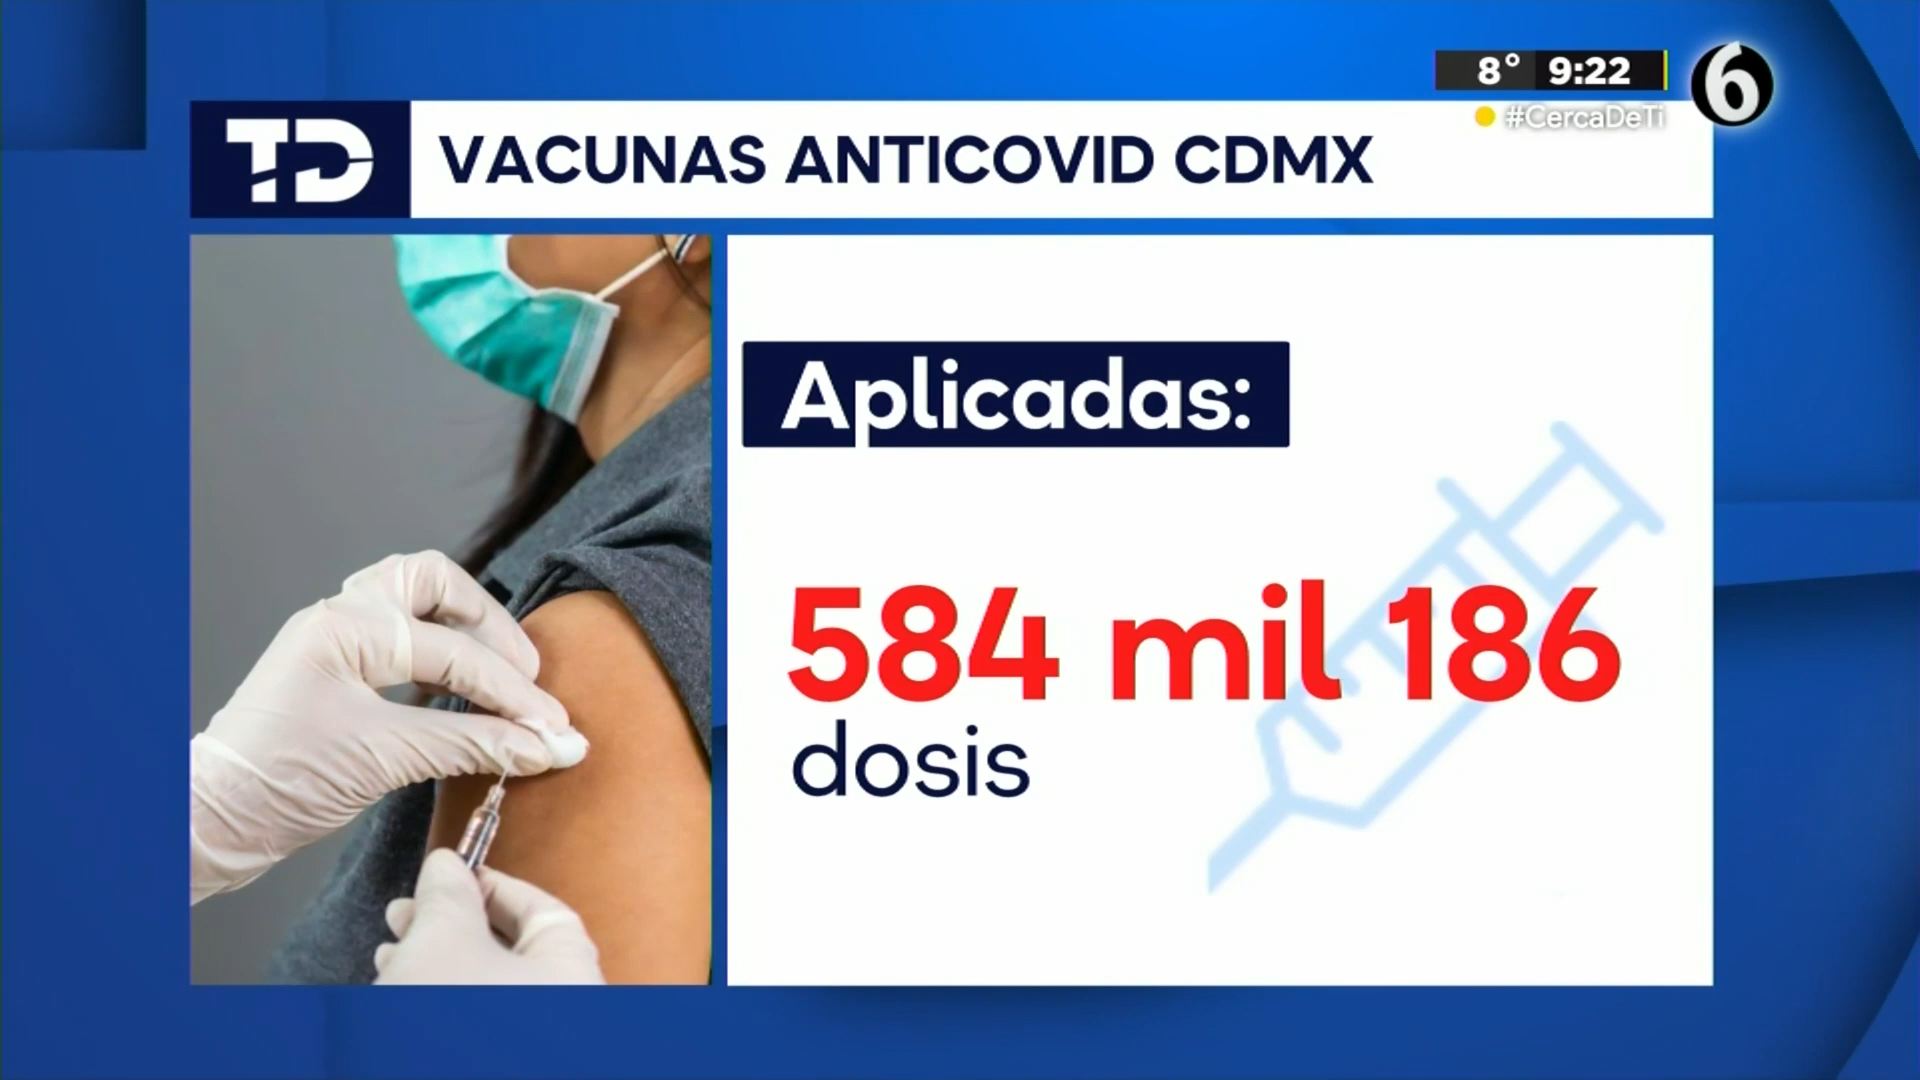 8° 9:22
6
#CercaDeTi
TD VACUNAS ANTICOVID CDMX
Aplicadas:
584 mil 186
dosis